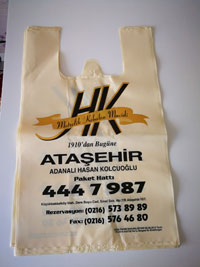 HK
1910'dan Bugüne
ATAŞEHİR
ADANALI HASAN KOLCUOĞLU
Paket Hattı
444 7 987
Rezervasyon: (0216) 573 89 89
Fax: (0216) 576 46 80